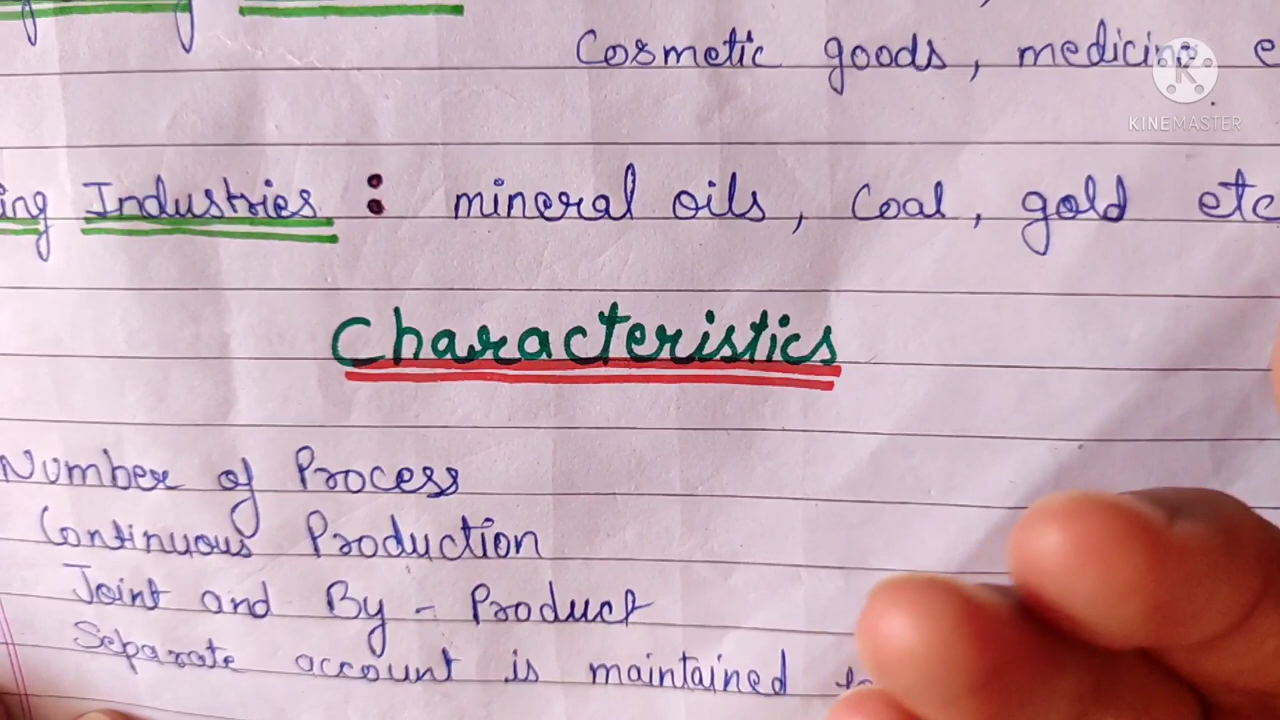 Cosmetic goods, medicine
KINEMASTER
ing Industries : mineral oils, Coal, gold etc
Characteristics
Number of Process
Continuous Production
Joint and By - Product
Separate account is maintained